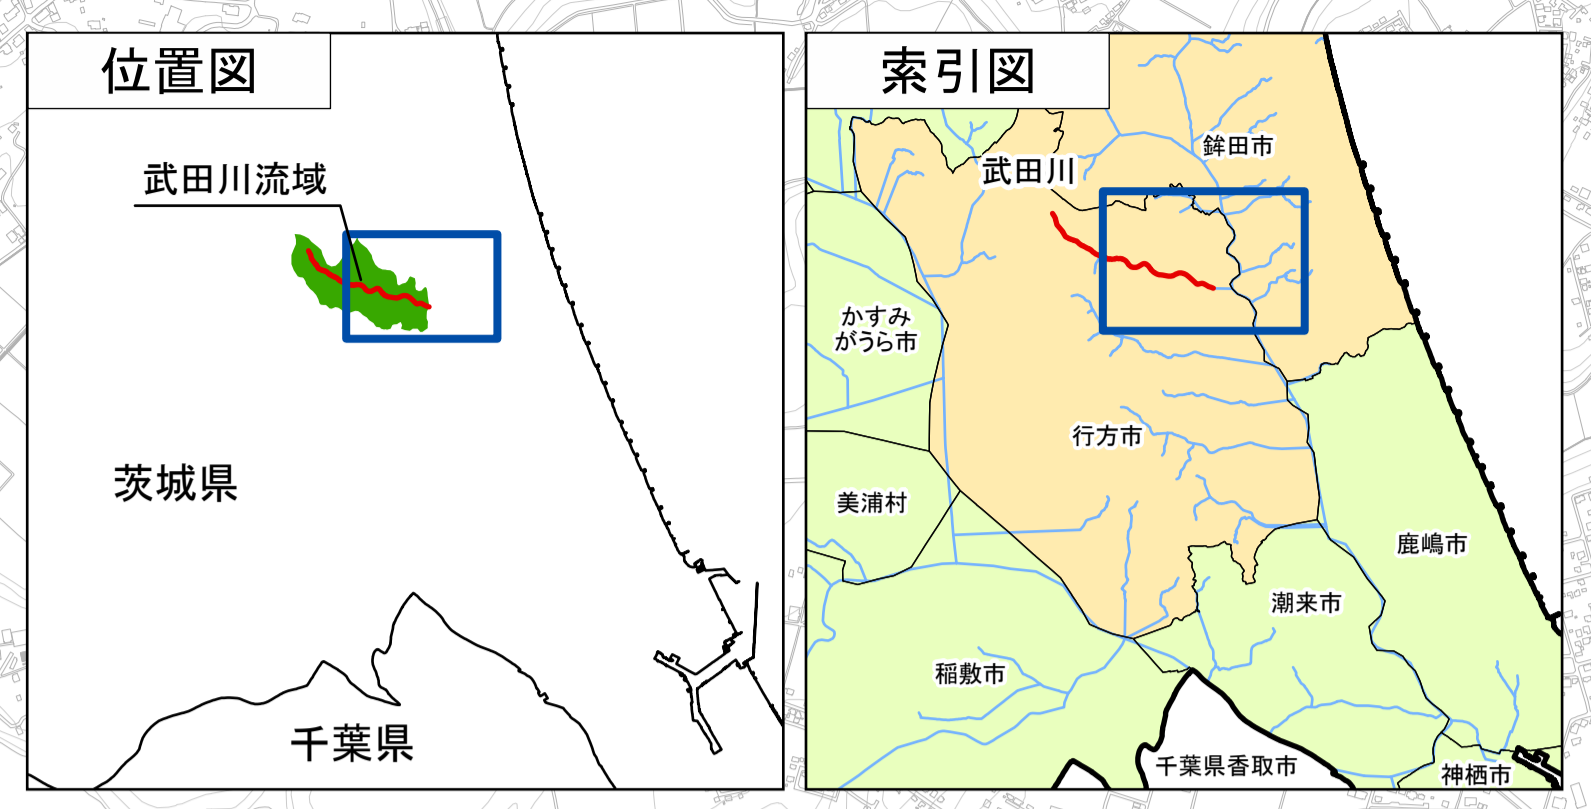 位置図
武田川流域
茨城県
千葉県
索引図
鉾田市
武田川
かすみ
がうら市
行方市
美浦村
鹿嶋市
潮来市
稲敷市
千葉県香取市
神栖市